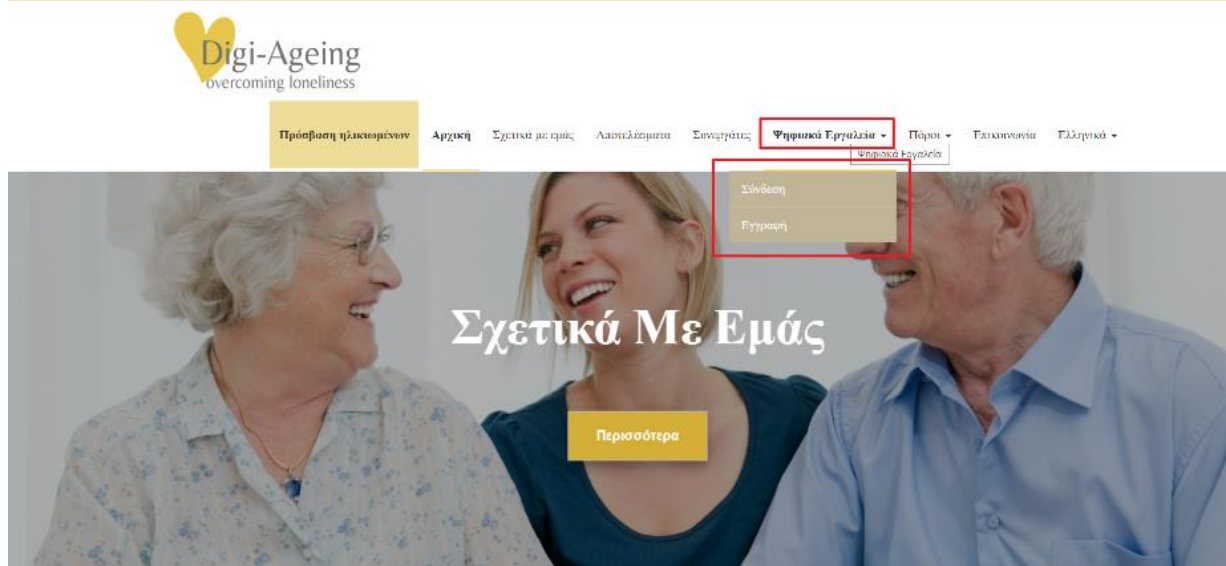 Digi-Ageing
overcoming loneliness
Πρόσβαση ηλικιωμένων Αρχική Σχετικά με εμάς Αποτελέσματα Συνεργάτες Ψηφιακά Εργαλεία Πόροι Επικοινωνία Ελληνικά
Ψηφιακά Εργαλεία
Σύνδεση
Εγγραφή
Σχετικά Με Εμάς
Περισσότερα